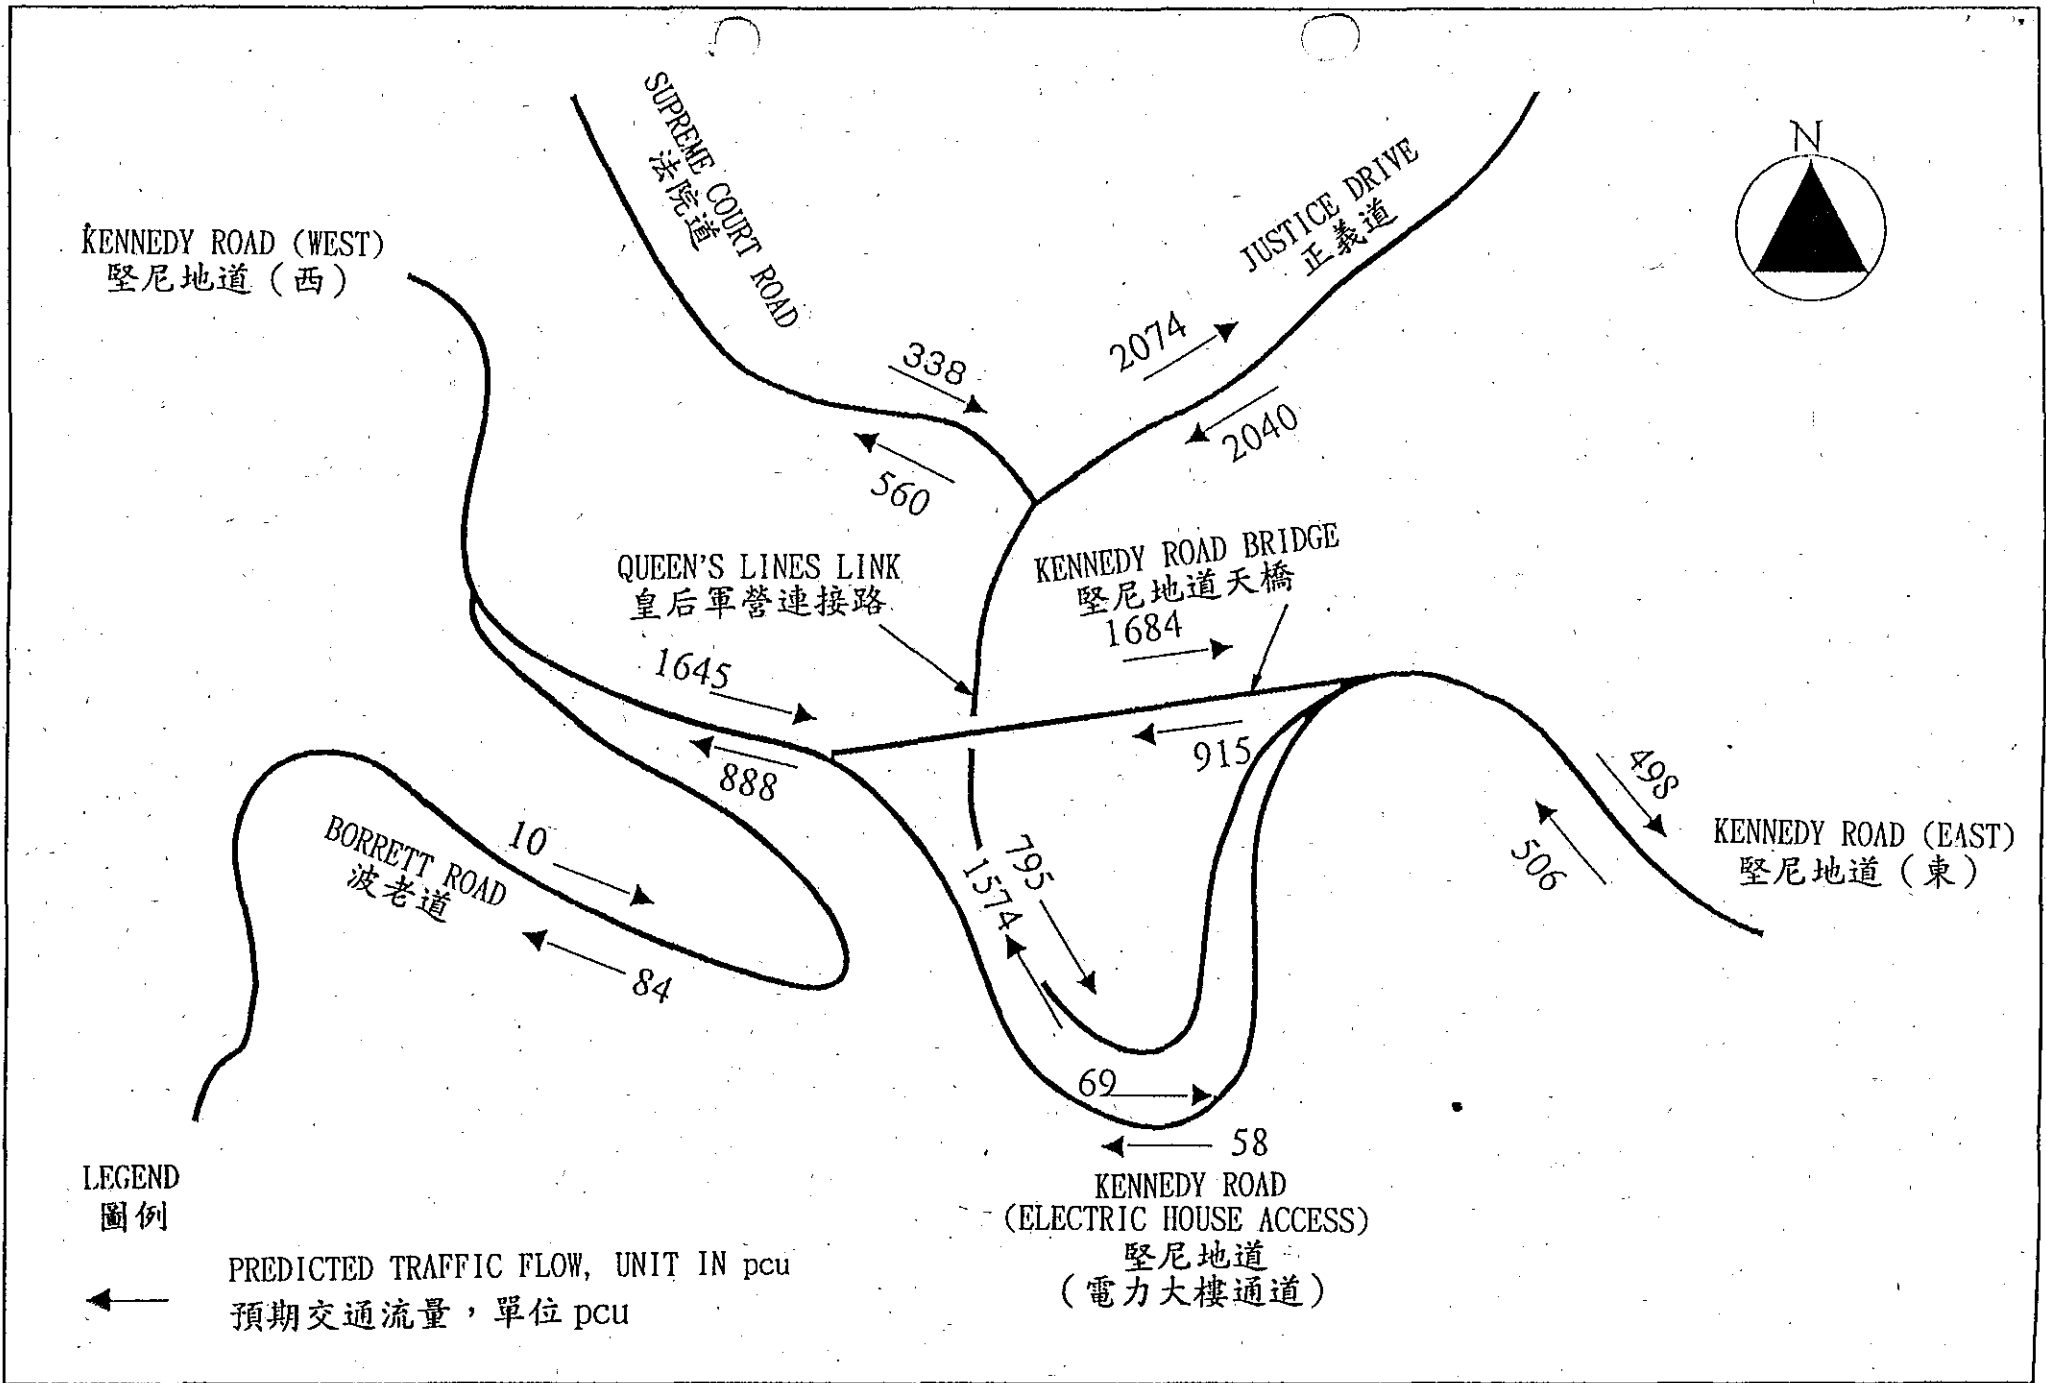 N
SUPREME COURT ROAD
法院道
JUSTICE DRIVE
正義道
KENNEDY ROAD (WEST)
堅尼地道（西）
338
560
2074
2040
QUEEN'S LINES LINK
皇后軍營連接路
KENNEDY ROAD BRIDGE
堅尼地道天橋
1684
915
1645
888
498
506
KENNEDY ROAD (EAST)
堅尼地道（東）
BORRETT ROAD
波老道
10
84
795
1574
69
58
KENNEDY ROAD
(ELECTRIC HOUSE ACCESS)
堅尼地道
（電力大樓通道）
LEGEND
圖例
PREDICTED TRAFFIC FLOW, UNIT IN pcu
預期交通流量，單位 pcu